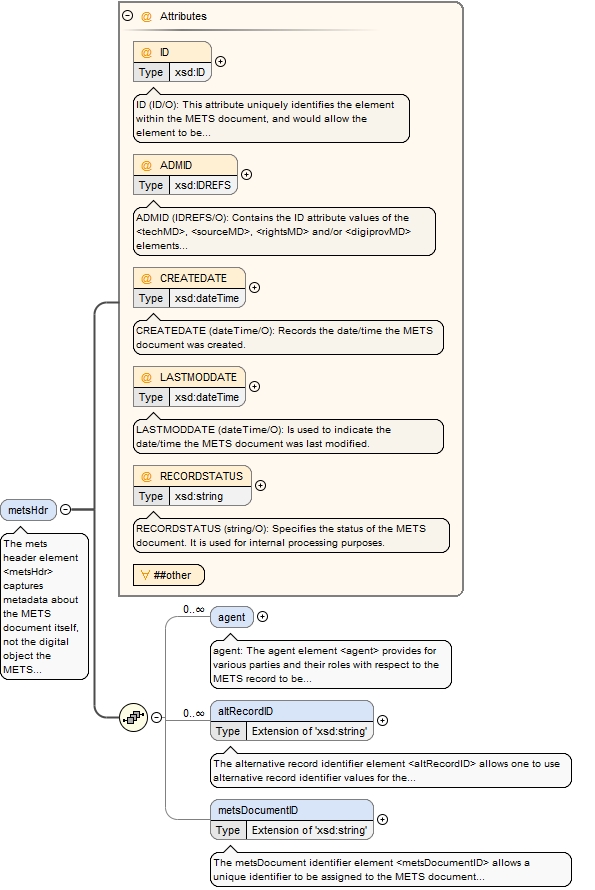 Attributes
@ ID
Type xsd:ID
ID (ID/O): This attribute uniquely identifies the element
within the METS document, and would allow the
element to be...
@ ADMID
Type xsd:IDREFS
ADMID (IDREFS/O): Contains the ID attribute values of the
<techMD>, <sourceMD>, <rightsMD> and/or <digiprovMD>
elements...
@ CREATEDATE
Type xsd:dateTime
CREATEDATE (dateTime/O): Records the date/time the METS
document was created.
@ LASTMODDATE
Type xsd:dateTime
LASTMODDATE (dateTime/O): Is used to indicate the
date/time the METS document was last modified.
@ RECORDSTATUS
Type xsd:string
RECORDSTATUS (string/O): Specifies the status of the METS
document. It is used for internal processing purposes.
∀ ##other
metsHdr
The mets
header element
<metsHdr>
captures
metadata about
the METS
document itself,
not the digital
object the
METS...
0..∞ agent
agent: The agent element <agent> provides for
various parties and their roles with respect to the
METS record to be...
0..∞ altRecordID
Type Extension of 'xsd:string'
The alternative record identifier element <altRecordID> allows one to use
alternative record identifier values for the...
metsDocumentID
Type Extension of 'xsd:string'
The metsDocument identifier element <metsDocumentID> allows a
unique identifier to be assigned to the METS document...